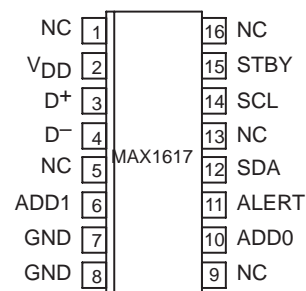 NC 1 16 NC
VDD 2 15 STBY
D+ 3 14 SCL
D− 4 13 NC
MAX1617
NC 5 12 SDA
ADD1 6 11 ALERT
GND 7 10 ADD0
GND 8 9 NC